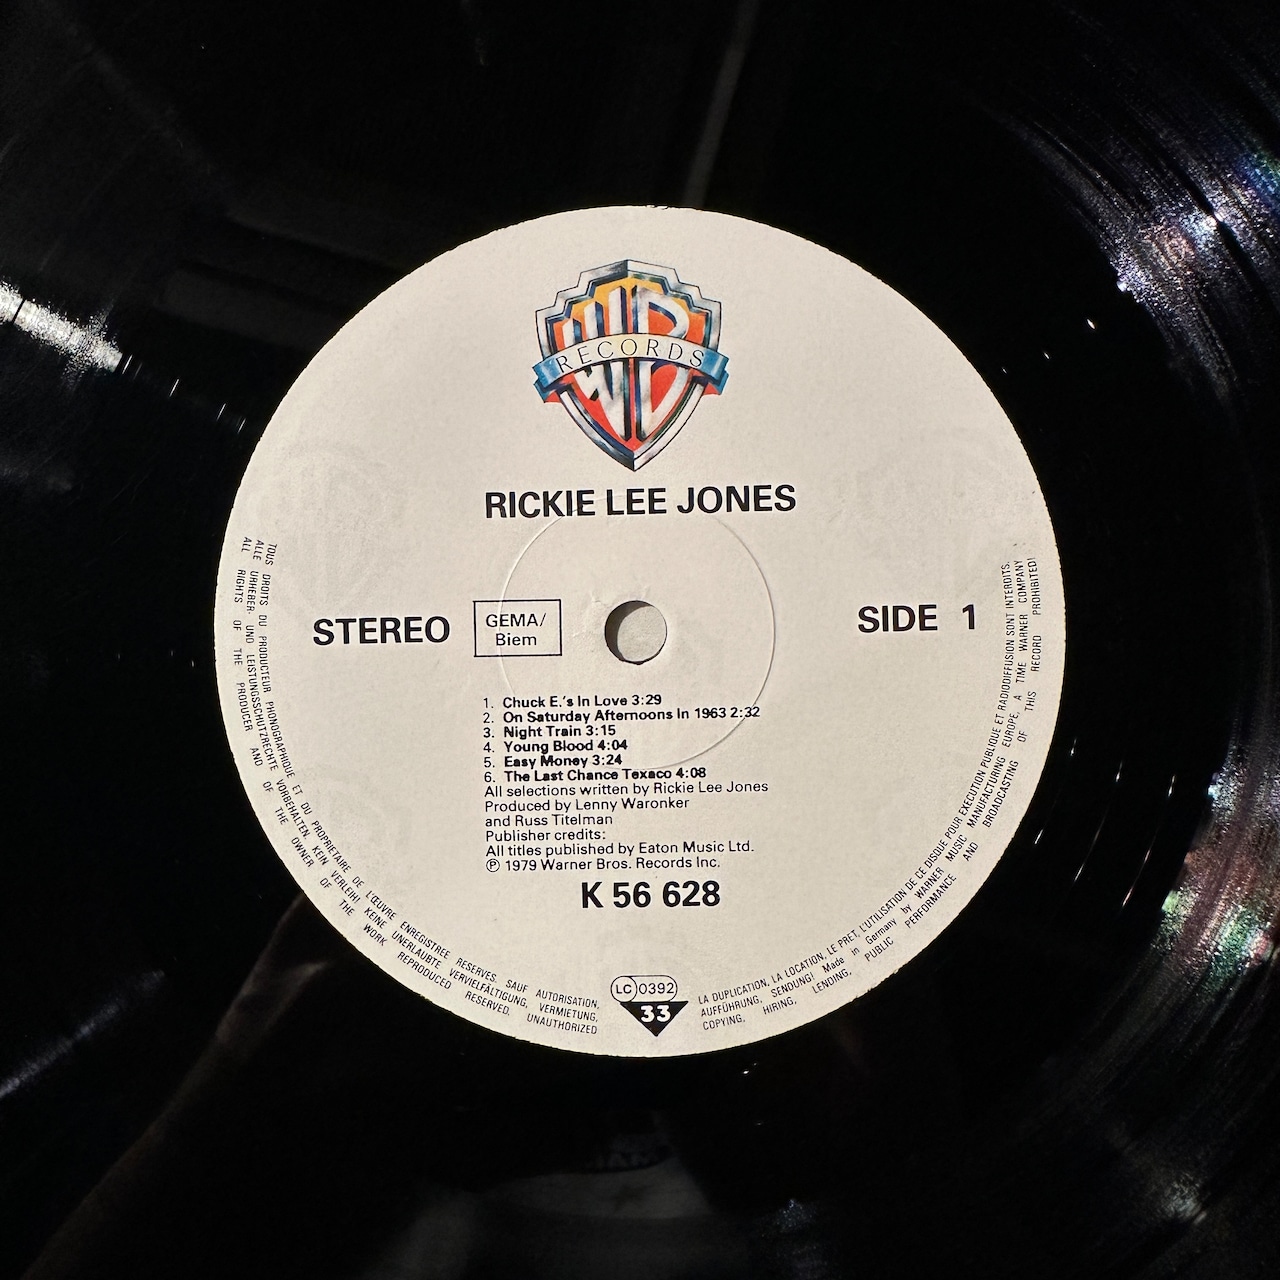 WB
RECORDS
RICKIE LEE JONES
STEREO
GEMA/
Biem
SIDE 1
1. Chuck E.'s In Love 3:29
2. On Saturday Afternoons In 1963 2:32
3. Night Train 3:15
4. Young Blood 4:04
5. Easy Money 3:24
6. The Last Chance Texaco 4:08
All selections written by Rickie Lee Jones
Produced by Lenny Waronker
and Russ Titelman
Publisher credits:
All titles published by Eaton Music Ltd.
℗ 1979 Warner Bros. Records Inc.
K 56 628
LC 0392
33
TOUS DROITS DU PRODUCTEUR PHONOGRAPHIQUE ET DU PROPRIETAIRE DE L'ŒUVRE ENREGISTREE RESERVES. SAUF AUTORISATION, LA DUPLICATION, LA LOCATION, LE PRET, L'UTILISATION DE CE DISQUE POUR EXECUTION PUBLIQUE ET RADIODIFFUSION SONT INTERDITS.
ALLE URHEBER- UND LEISTUNGSSCHUTZRECHTE VORBEHALTEN. KEIN VERLEIH! KEINE UNERLAUBTE VERVIELFÄLTIGUNG, VERMIETUNG, AUFFÜHRUNG, SENDUNG! Made in Germany by WARNER MUSIC MANUFACTURING EUROPE, A TIME WARNER COMPANY
ALL RIGHTS OF THE PRODUCER AND OF THE OWNER OF THE WORK REPRODUCED RESERVED. UNAUTHORIZED COPYING, HIRING, LENDING, PUBLIC PERFORMANCE AND BROADCASTING OF THIS RECORD PROHIBITED!